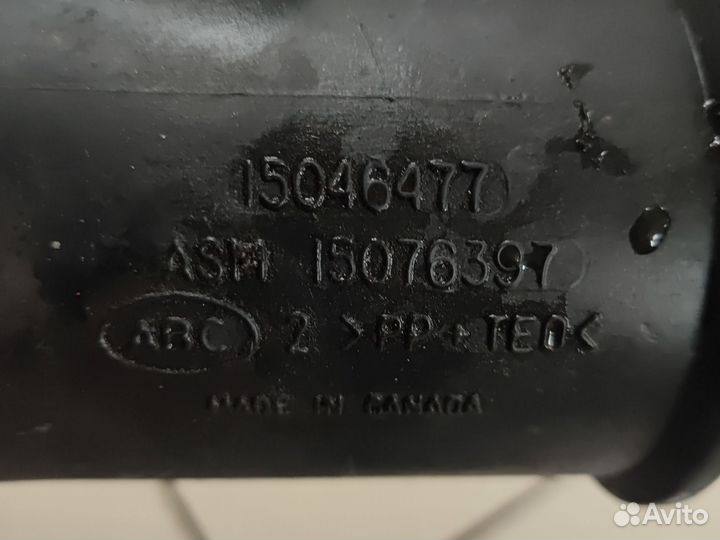 15046477
ASM 15076397
ABC 2 >PP+TEO<
MADE IN CANADA
Avito